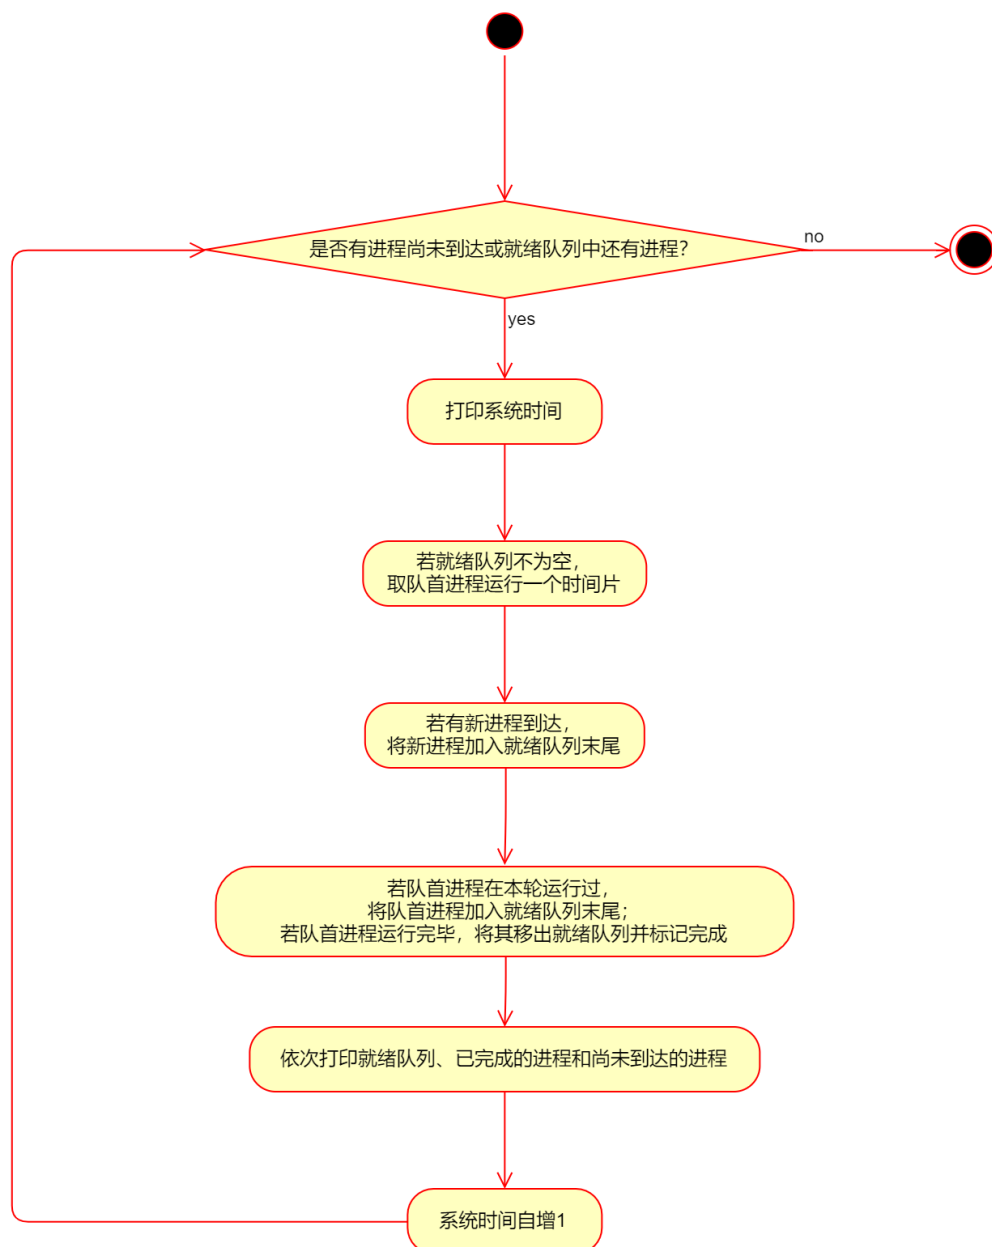 是否有进程尚未到达或就绪队列中还有进程？
no
yes
打印系统时间
若就绪队列不为空，
取队首进程运行一个时间片
若有新进程到达，
将新进程加入就绪队列末尾
若队首进程在本轮运行过，
将队首进程加入就绪队列末尾；
若队首进程运行完毕，将其移出就绪队列并标记完成
依次打印就绪队列、已完成的进程和尚未到达的进程
系统时间自增1